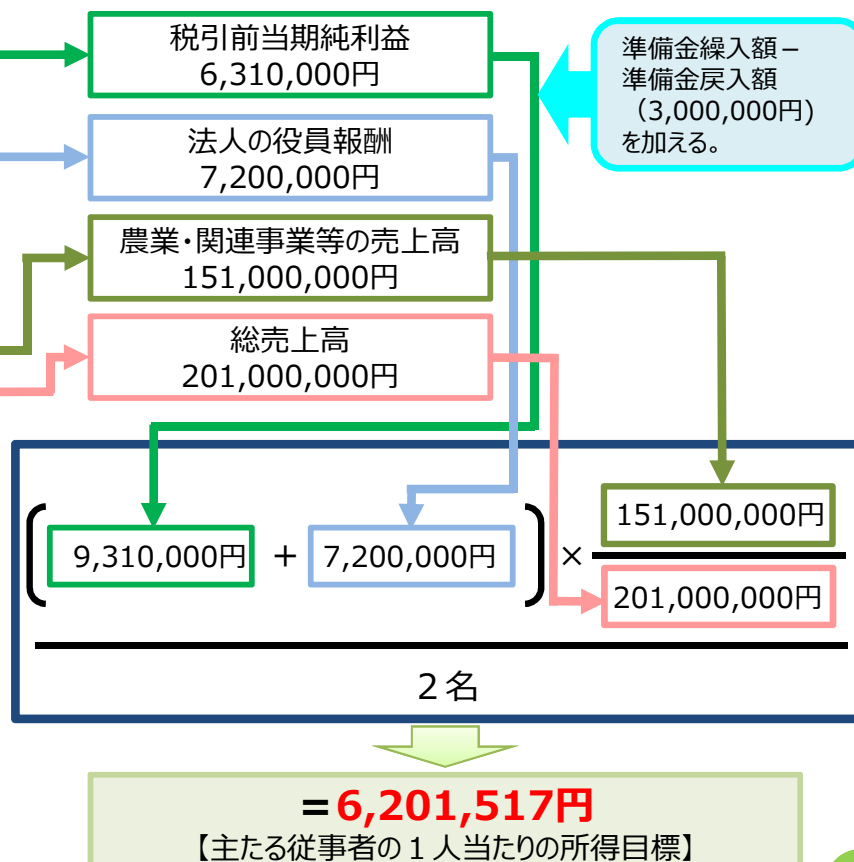 税引前当期純利益
6,310,000円
準備金繰入額－
準備金戻入額
（3,000,000円)
を加える。
法人の役員報酬
7,200,000円
農業・関連事業等の売上高
151,000,000円
総売上高
201,000,000円
9,310,000円 + 7,200,000円 × 151,000,000円
201,000,000円
２名
＝6,201,517円
【主たる従事者の１人当たりの所得目標】